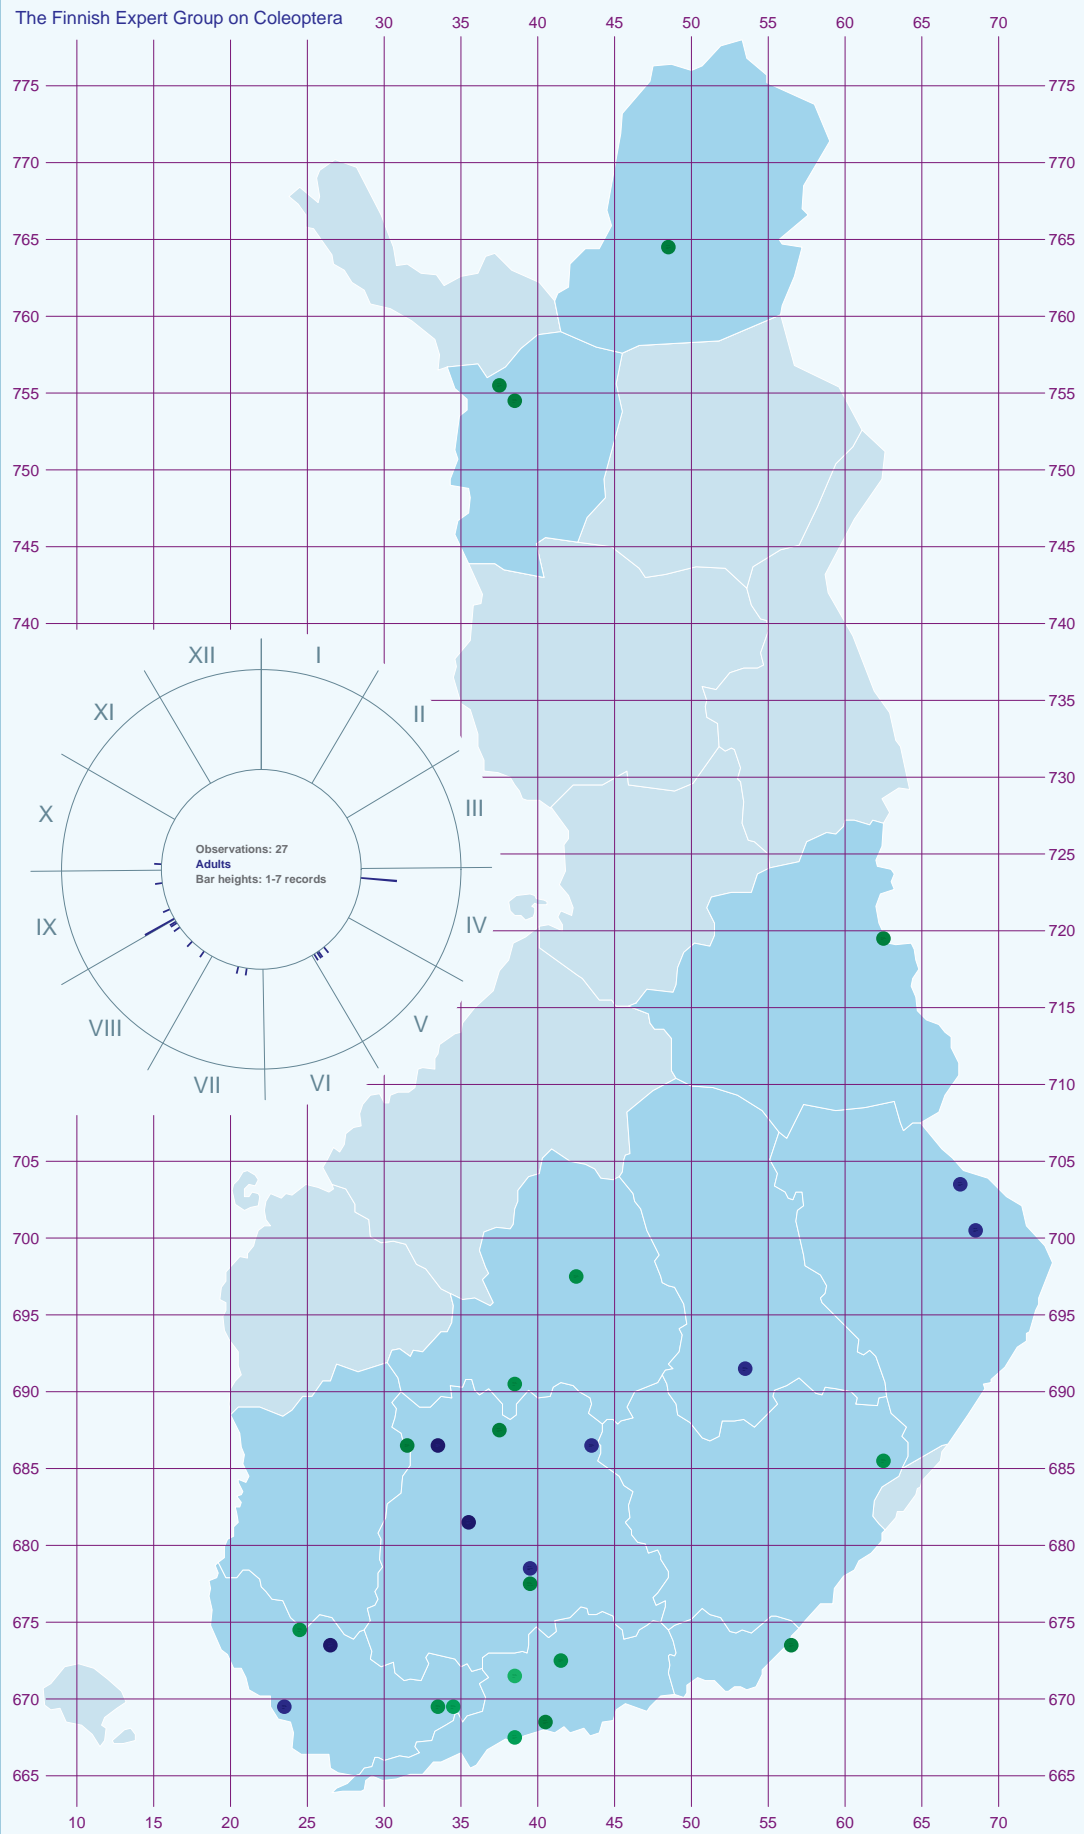 The Finnish Expert Group on Coleoptera
30 35 40 45 50 55 60 65 70
775 775
770 770
765 765
760 760
755 755
750 750
745 745
740 740
XII I
XI II
735
730
X III
725
Observations: 27
Adults
Bar heights: 1-7 records
IX IV
720
715
VIII V
VII VI
710
705 705
700 700
695 695
690 690
685 685
680 680
675 675
670 670
665 665
10 15 20 25 30 35 40 45 50 55 60 65 70